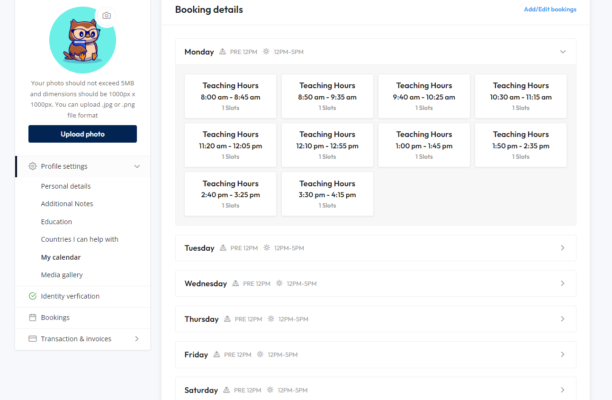 Your photo should not exceed 5MB
and dimensions should be 1000px x
1000px. You can upload .jpg or .png
file format
Upload photo
Profile settings
Personal details
Additional Notes
Education
Countries I can help with
My calendar
Media gallery
Identity verfication
Bookings
Transaction & invoices
Booking details
Add/Edit bookings
Monday PRE 12PM 12PM-5PM
Teaching Hours
8:00 am - 8:45 am
1 Slots
Teaching Hours
8:50 am - 9:35 am
1 Slots
Teaching Hours
9:40 am - 10:25 am
1 Slots
Teaching Hours
10:30 am - 11:15 am
1 Slots
Teaching Hours
11:20 am - 12:05 pm
1 Slots
Teaching Hours
12:10 pm - 12:55 pm
1 Slots
Teaching Hours
1:00 pm - 1:45 pm
1 Slots
Teaching Hours
1:50 pm - 2:35 pm
1 Slots
Teaching Hours
2:40 pm - 3:25 pm
1 Slots
Teaching Hours
3:30 pm - 4:15 pm
1 Slots
Tuesday PRE 12PM 12PM-5PM
Wednesday PRE 12PM 12PM-5PM
Thursday PRE 12PM 12PM-5PM
Friday PRE 12PM 12PM-5PM
Saturday PRE 12PM 12PM-5PM